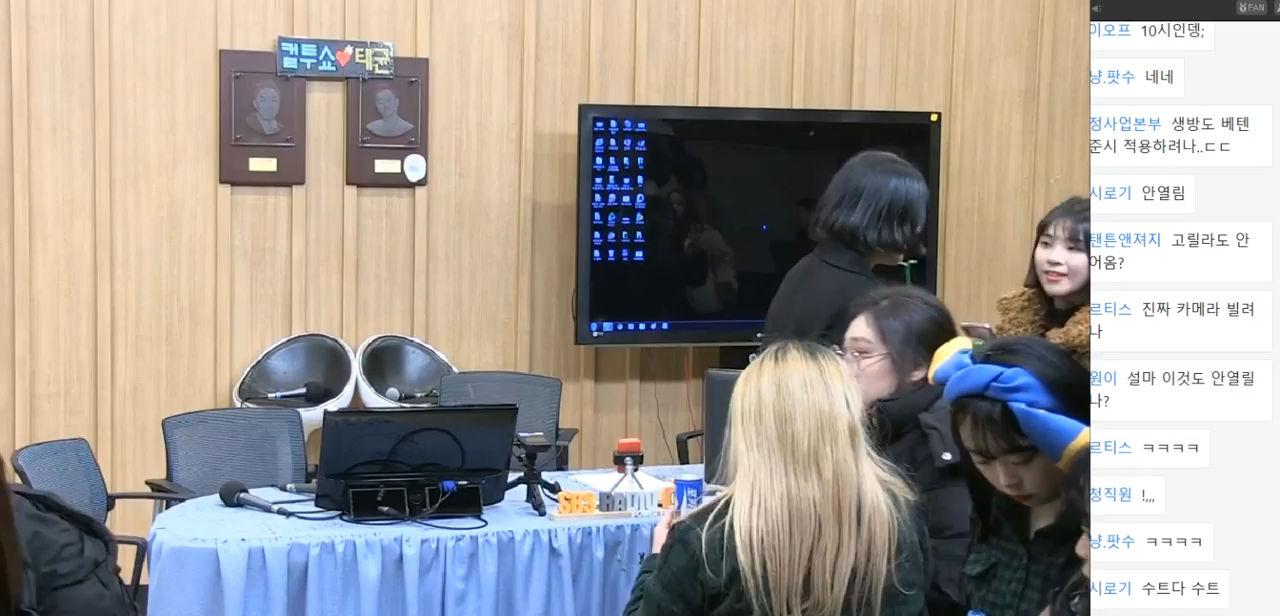 컬투쇼♥태균
SBS RADIO
FAN
이오프 10시인뎅;
냥.팟수 네네
정사업본부 생방도 베텐
준시 적용하려나..ㄷㄷ
시로기 안열림
탠튼앤져지 고릴라도 안
어옴?
르티스 진짜 카메라 빌려
나
원이 설마 이것도 안열릴
나?
르티스 ㅋㅋㅋㅋ
청직원 !,,,
냥.팟수 ㅋㅋㅋㅋ
시로기 수트다 수트